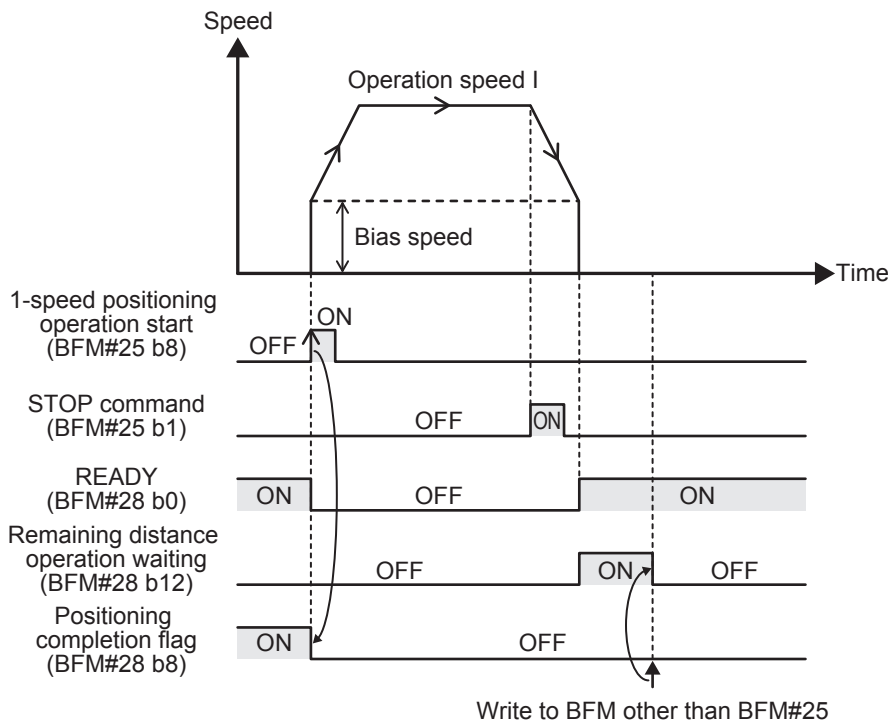 Speed
Operation speed I
Bias speed
Time
1-speed positioning
operation start
(BFM#25 b8)
OFF
ON
STOP command
(BFM#25 b1)
OFF
ON
READY
(BFM#28 b0)
ON
OFF
ON
Remaining distance
operation waiting
(BFM#28 b12)
OFF
ON
OFF
Positioning
completion flag
(BFM#28 b8)
ON
OFF
Write to BFM other than BFM#25